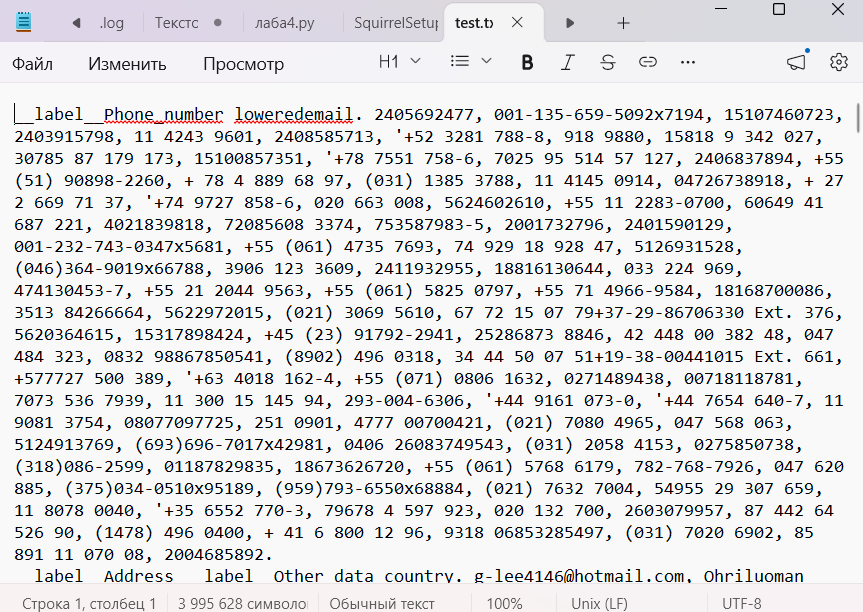 .log Текстс лаба4.py SquirrelSetup test.tx
Файл Изменить Просмотр H1 B I S
__label__Phone_number loweredemail. 2405692477, 001-135-659-5092x7194, 15107460723,
2403915798, 11 4243 9601, 2408585713, '+52 3281 788-8, 918 9880, 15818 9 342 027,
30785 87 179 173, 15100857351, '+78 7551 758-6, 7025 95 514 57 127, 2406837894, +55
(51) 90898-2260, + 78 4 889 68 97, (031) 1385 3788, 11 4145 0914, 04726738918, + 27
2 669 71 37, '+74 9727 858-6, 020 663 008, 5624602610, +55 11 2283-0700, 60649 41
687 221, 4021839818, 72085608 3374, 753587983-5, 2001732796, 2401590129,
001-232-743-0347x5681, +55 (061) 4735 7693, 74 929 18 928 47, 5126931528,
(046)364-9019x66788, 3906 123 3609, 2411932955, 18816130644, 033 224 969,
474130453-7, +55 21 2044 9563, +55 (061) 5825 0797, +55 71 4966-9584, 18168700086,
3513 84266664, 5622972015, (021) 3069 5610, 67 72 15 07 79+37-29-86706330 Ext. 376,
5620364615, 15317898424, +45 (23) 91792-2941, 25286873 8846, 42 448 00 382 48, 047
484 323, 0832 98867850541, (8902) 496 0318, 34 44 50 07 51+19-38-00441015 Ext. 661,
+577727 500 389, '+63 4018 162-4, +55 (071) 0806 1632, 0271489438, 00718118781,
7073 536 7939, 11 300 15 145 94, 293-004-6306, '+44 9161 073-0, '+44 7654 640-7, 11
9081 3754, 08077097725, 251 0901, 4777 00700421, (021) 7080 4965, 047 568 063,
5124913769, (693)696-7017x42981, 0406 26083749543, (031) 2058 4153, 0275850738,
(318)086-2599, 01187829835, 18673626720, +55 (061) 5768 6179, 782-768-7926, 047 620
885, (375)034-0510x95189, (959)793-6550x68884, (021) 7632 7004, 54955 29 307 659,
11 8078 0040, '+35 6552 770-3, 79678 4 597 923, 020 132 700, 2603079957, 87 442 64
526 90, (1478) 496 0400, + 41 6 800 12 96, 9318 06853285497, (031) 7020 6902, 85
891 11 070 08, 2004685892.
__label__Address __label__Other_data country. g-lee4146@hotmail.com, Ohriluoman
Строка 1, столбец 1 3 995 628 символо Обычный текст 100% Unix (LF) UTF-8